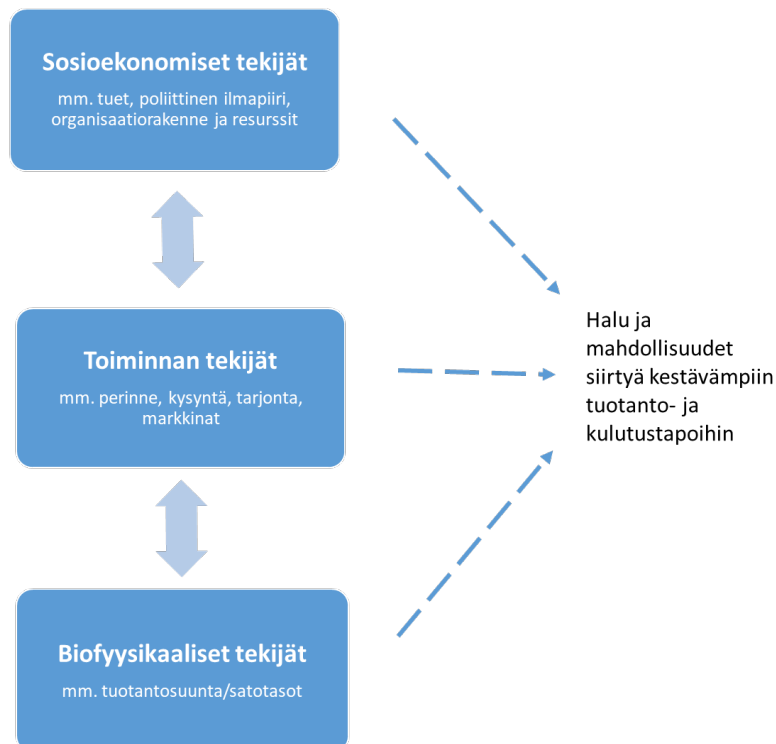 Sosioekonomiset tekijät
mm. tuet, poliittinen ilmapiiri,
organisaatiorakenne ja resurssit
Toiminnan tekijät
mm. perinne, kysyntä, tarjonta,
markkinat
Biofyysikaaliset tekijät
mm. tuotantosuunta/satotasot
Halu ja
mahdollisuudet
siirtyä kestävämpiin
tuotanto- ja
kulutustapoihin